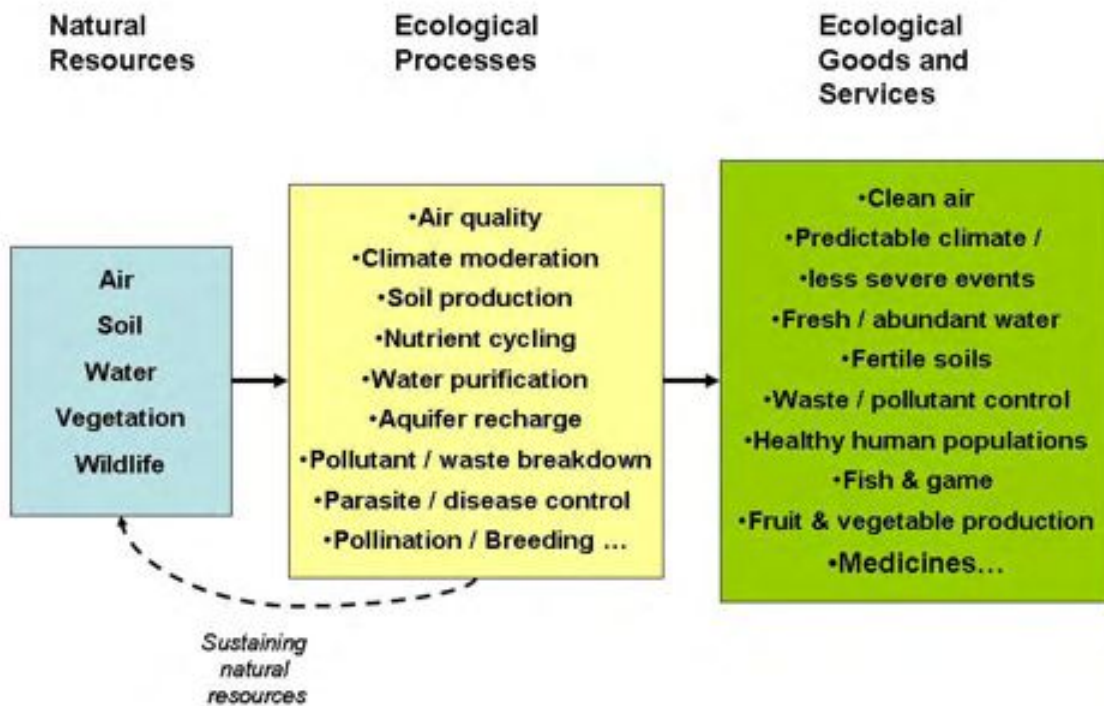 Natural
Resources
Ecological
Processes
Ecological
Goods and
Services
Air
Soil
Water
Vegetation
Wildlife
•Air quality
•Climate moderation
•Soil production
•Nutrient cycling
•Water purification
•Aquifer recharge
•Pollutant / waste breakdown
•Parasite / disease control
•Pollination / Breeding ...
•Clean air
•Predictable climate /
•less severe events
•Fresh / abundant water
•Fertile soils
•Waste / pollutant control
•Healthy human populations
•Fish & game
•Fruit & vegetable production
•Medicines...
Sustaining
natural
resources